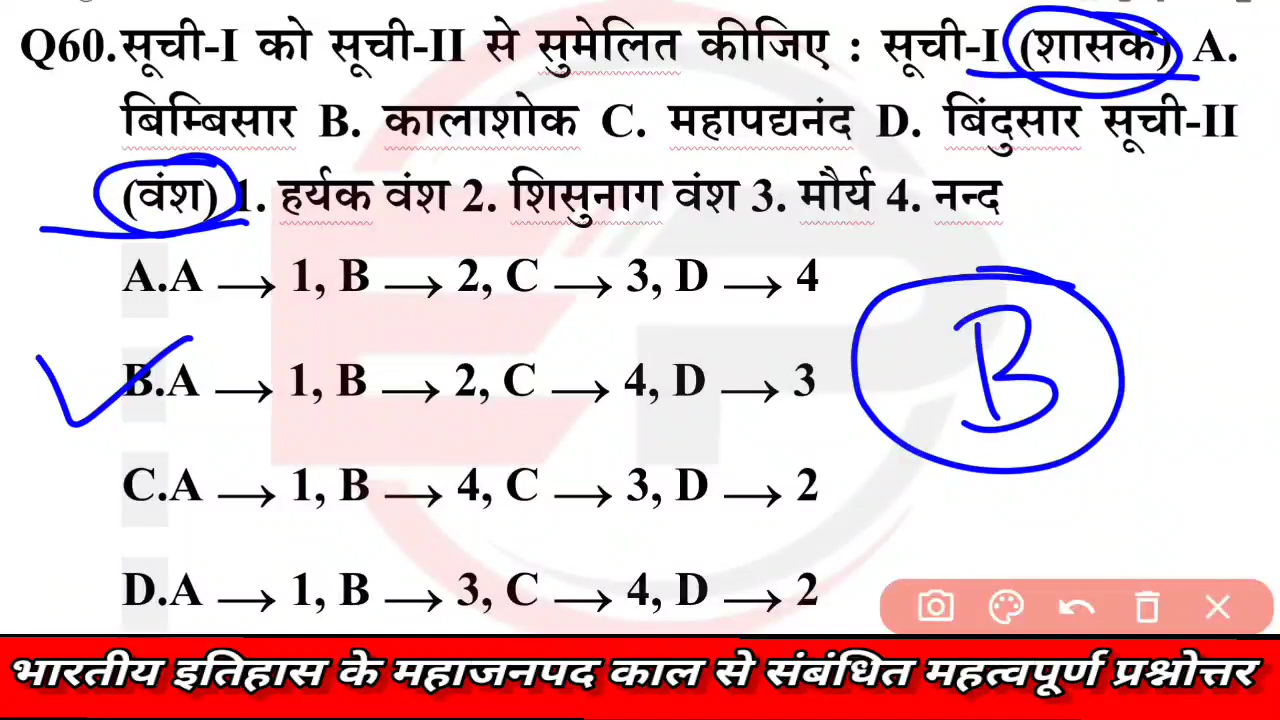 Q60.सूची-I को सूची-II से सुमेलित कीजिए : सूची-I (शासक) A.
बिम्बिसार B. कालाशोक C. महापद्यनंद D. बिंदुसार सूची-II
(वंश) 1. हर्यक वंश 2. शिसुनाग वंश 3. मौर्य 4. नन्द
A.A → 1, B → 2, C → 3, D → 4
B.A → 1, B → 2, C → 4, D → 3
B
C.A → 1, B → 4, C → 3, D → 2
D.A → 1, B → 3, C → 4, D → 2
भारतीय इतिहास के महाजनपद काल से संबंधित महत्वपूर्ण प्रश्नोत्तर